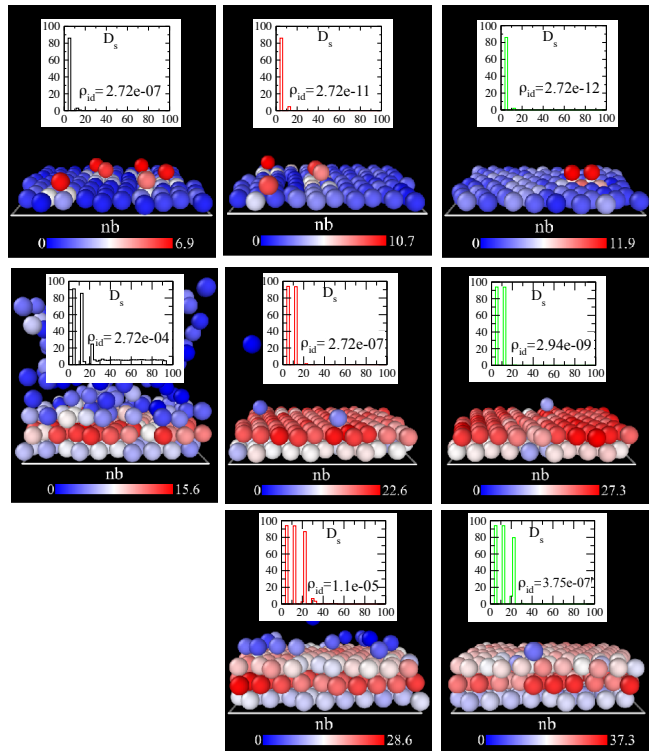 100
80
60
40
20
0
D_s
ρ_id = 2.72e-07
0 20 40 60 80 100
nb
0 6.9
100
80
60
40
20
0
D_s
ρ_id = 2.72e-11
0 20 40 60 80 100
nb
0 10.7
100
80
60
40
20
0
D_s
ρ_id = 2.72e-12
0 20 40 60 80 100
nb
0 11.9
100
80
60
40
20
0
D_s
ρ_id = 2.72e-04
0 20 40 60 80 100
nb
0 15.6
100
80
60
40
20
0
D_s
ρ_id = 2.72e-07
0 20 40 60 80 100
nb
0 22.6
100
80
60
40
20
0
D_s
ρ_id = 2.94e-09
0 20 40 60 80 100
nb
0 27.3
100
80
60
40
20
0
D_s
ρ_id = 1.1e-05
0 20 40 60 80 100
nb
0 28.6
100
80
60
40
20
0
D_s
ρ_id = 3.75e-07
0 20 40 60 80 100
nb
0 37.3